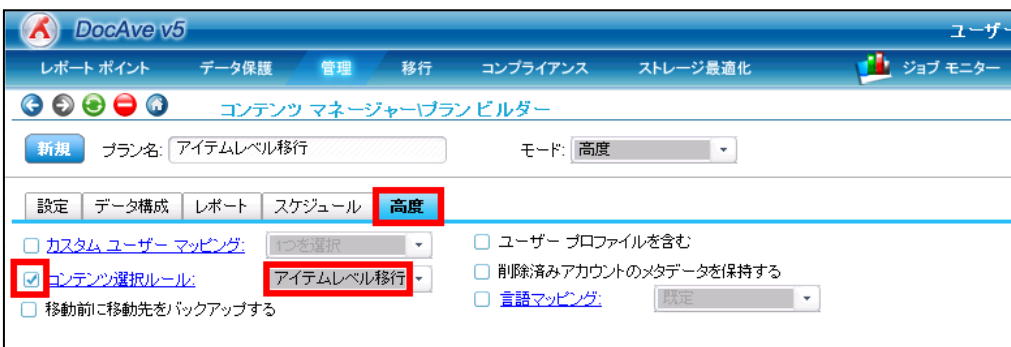 DocAve v5
ユーザー
レポート ポイント データ保護 管理 移行 コンプライアンス ストレージ最適化 ジョブ モニター
コンテンツ マネージャー\プラン ビルダー
新規 プラン名: アイテムレベル移行 モード: 高度
設定 データ構成 レポート スケジュール 高度
カスタム ユーザー マッピング: 1つを選択 ユーザー プロファイルを含む
コンテンツ選択ルール: アイテムレベル移行 削除済みアカウントのメタデータを保持する
移動前に移動先をバックアップする 言語マッピング: 既定